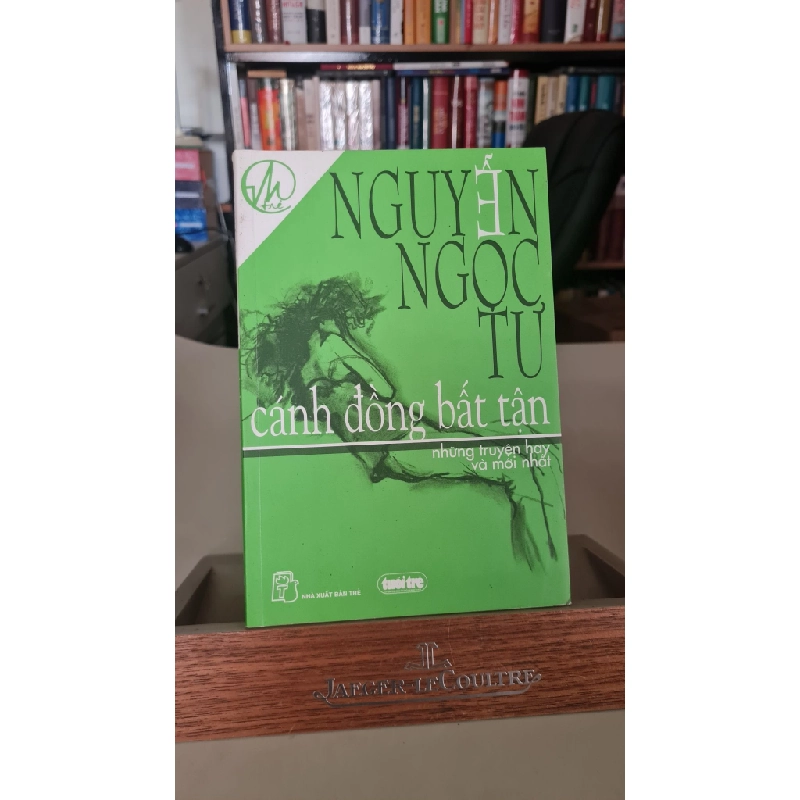 NGUYỄN
NGỌC
TƯ
cánh đồng bất tận
những truyện hay
và mới nhất
NHÀ XUẤT BẢN TRẺ
tuổi trẻ
JAEGER-LECOULTRE